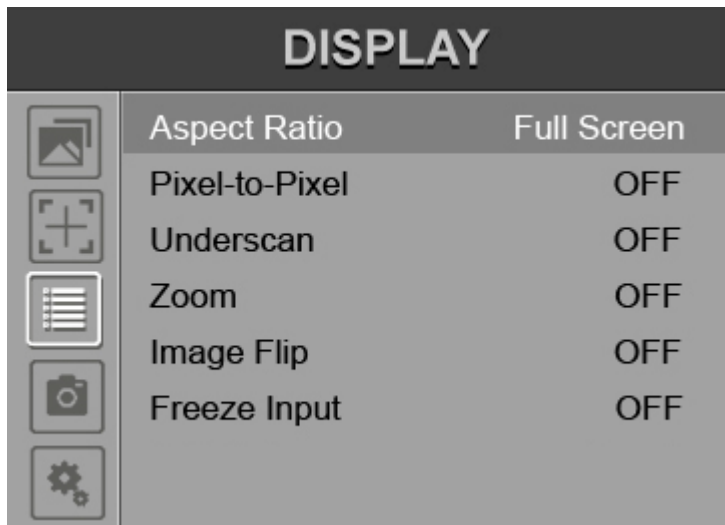 DISPLAY
Aspect Ratio Full Screen
Pixel-to-Pixel OFF
Underscan OFF
Zoom OFF
Image Flip OFF
Freeze Input OFF